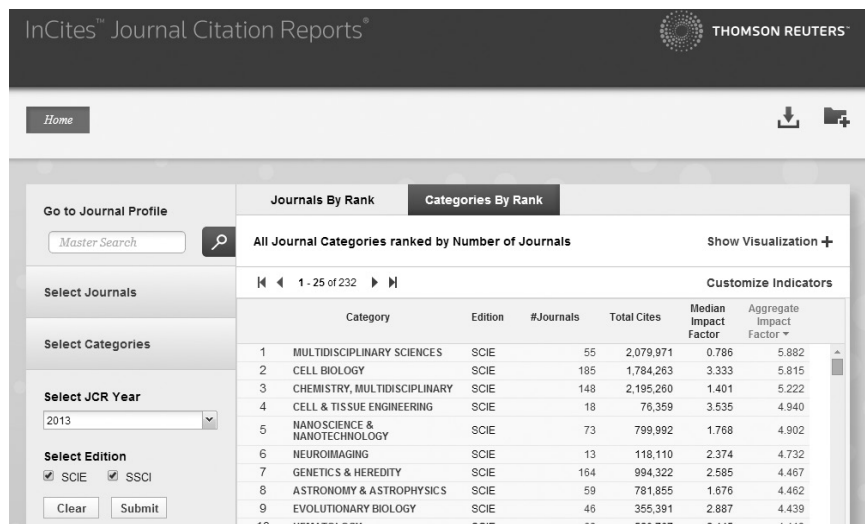 InCites™ Journal Citation Reports®
THOMSON REUTERS™
Home
Go to Journal Profile
Master Search
Select Journals
Select Categories
Select JCR Year
2013
Select Edition
SCIE SSCI
Clear Submit
Journals By Rank Categories By Rank
All Journal Categories ranked by Number of Journals Show Visualization +
1 - 25 of 232 Customize Indicators
Category Edition #Journals Total Cites Median Impact Factor Aggregate Impact Factor
1 MULTIDISCIPLINARY SCIENCES SCIE 55 2,079,971 0.786 5.882
2 CELL BIOLOGY SCIE 185 1,784,263 3.333 5.815
3 CHEMISTRY, MULTIDISCIPLINARY SCIE 148 2,195,260 1.401 5.222
4 CELL & TISSUE ENGINEERING SCIE 18 76,359 3.535 4.940
5 NANOSCIENCE & NANOTECHNOLOGY SCIE 73 799,992 1.768 4.902
6 NEUROIMAGING SCIE 13 118,110 2.374 4.732
7 GENETICS & HEREDITY SCIE 164 994,322 2.585 4.467
8 ASTRONOMY & ASTROPHYSICS SCIE 59 781,855 1.676 4.462
9 EVOLUTIONARY BIOLOGY SCIE 46 355,391 2.887 4.439